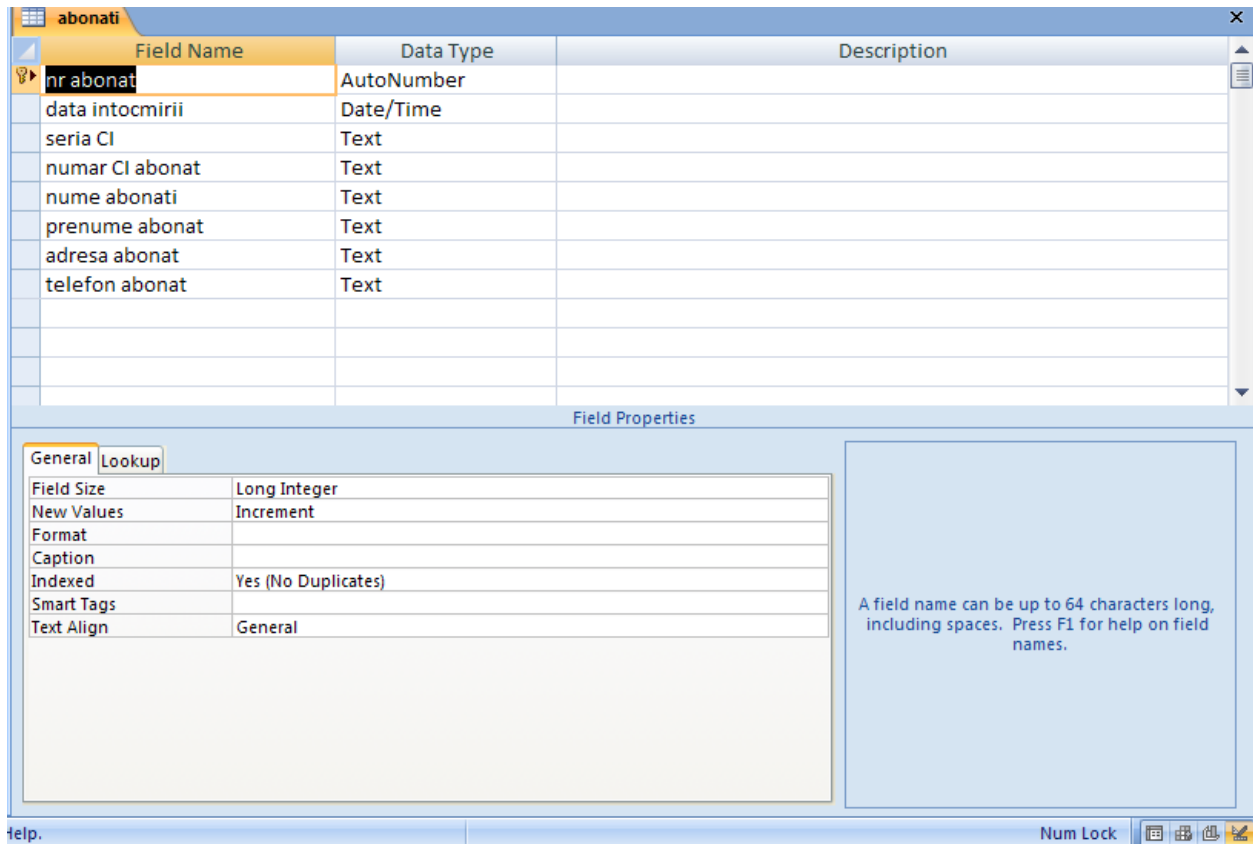 abonati
Field Name Data Type Description
nr abonat AutoNumber
data intocmirii Date/Time
seria CI Text
numar CI abonat Text
nume abonati Text
prenume abonat Text
adresa abonat Text
telefon abonat Text
Field Properties
General Lookup
Field Size Long Integer
New Values Increment
Format
Caption
Indexed Yes (No Duplicates)
Smart Tags
Text Align General
A field name can be up to 64 characters long,
including spaces. Press F1 for help on field
names.
Help. Num Lock